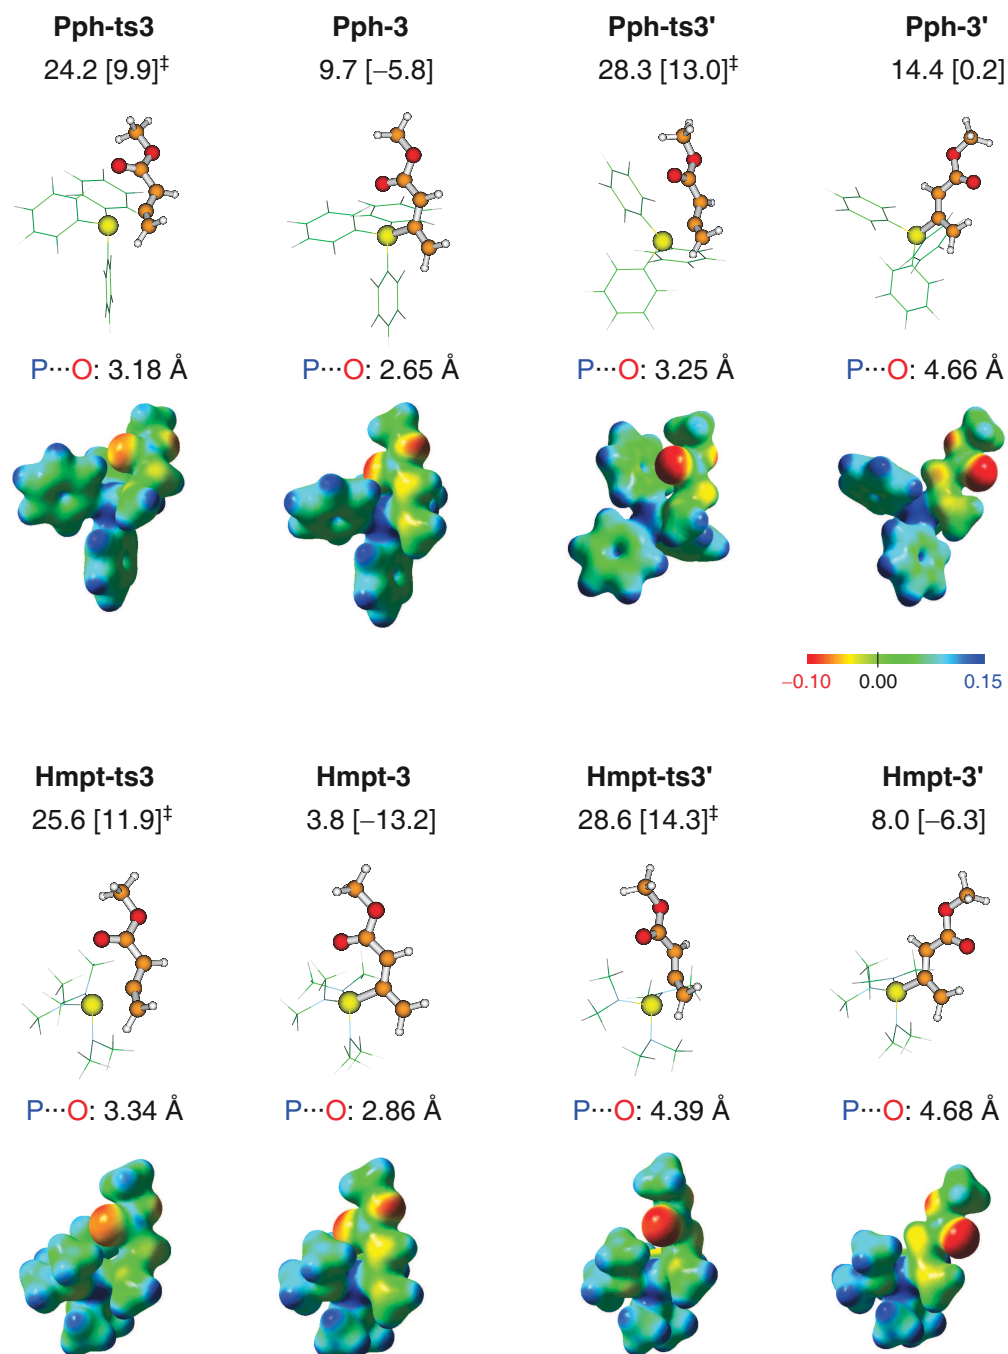 Pph-ts3 Pph-3 Pph-ts3' Pph-3'
24.2 [9.9]‡ 9.7 [−5.8] 28.3 [13.0]‡ 14.4 [0.2]
P···O: 3.18 Å P···O: 2.65 Å P···O: 3.25 Å P···O: 4.66 Å
−0.10 0.00 0.15
Hmpt-ts3 Hmpt-3 Hmpt-ts3' Hmpt-3'
25.6 [11.9]‡ 3.8 [−13.2] 28.6 [14.3]‡ 8.0 [−6.3]
P···O: 3.34 Å P···O: 2.86 Å P···O: 4.39 Å P···O: 4.68 Å